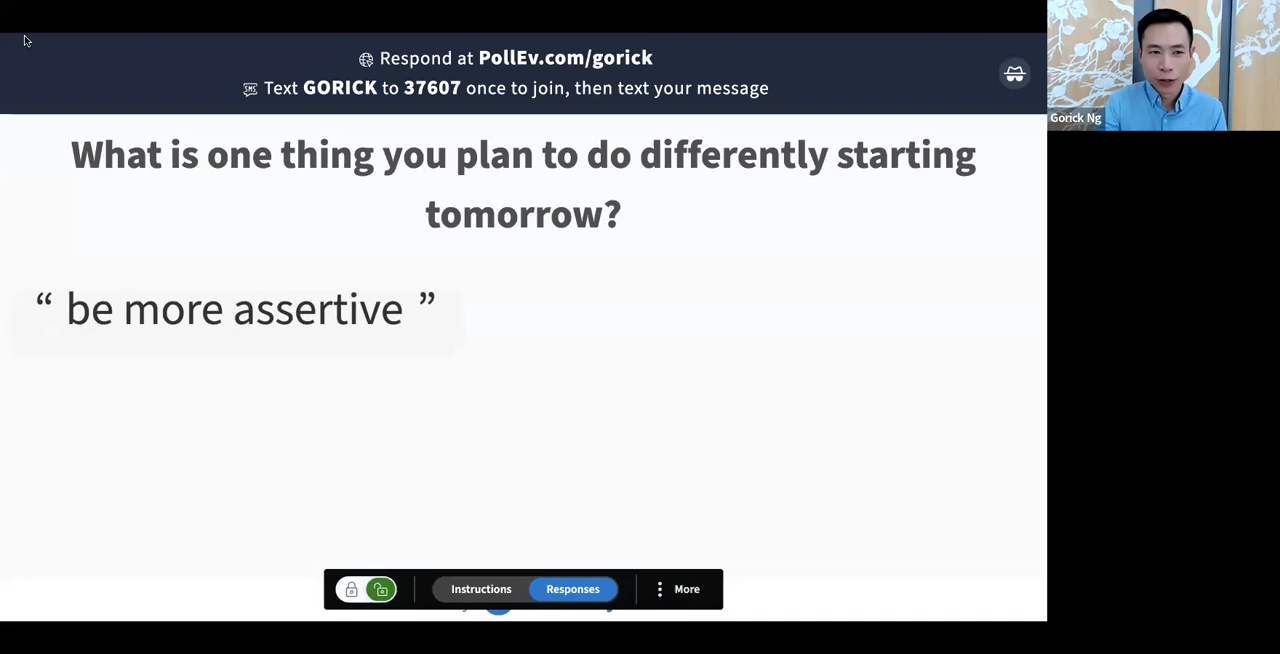 Respond at PollEv.com/gorick
Text GORICK to 37607 once to join, then text your message
Gorick Ng
What is one thing you plan to do differently starting
tomorrow?
“ be more assertive ”
Instructions Responses More